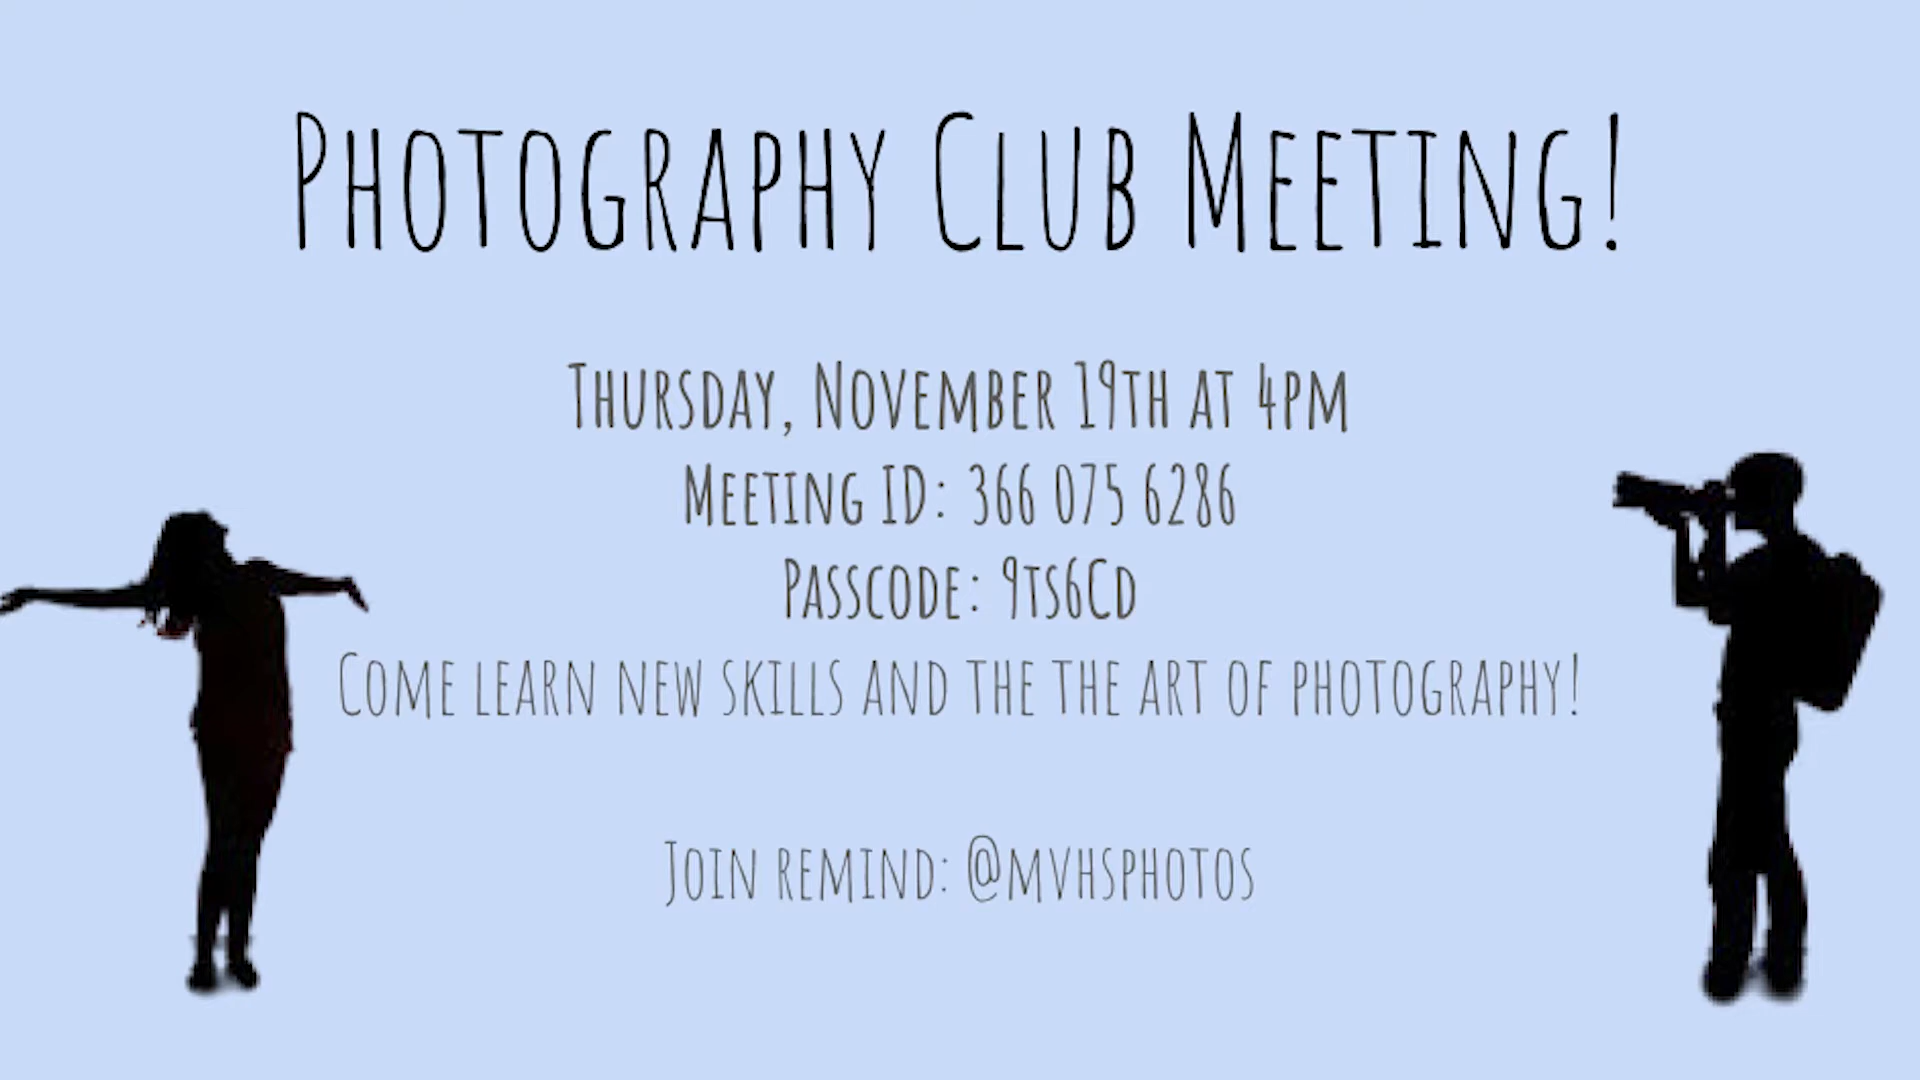 Photography Club Meeting!
Thursday, November 19th at 4pm
Meeting ID: 366 075 6286
Passcode: 9ts6Cd
Come learn new skills and the the art of photography!
Join remind: @mvhsphotos